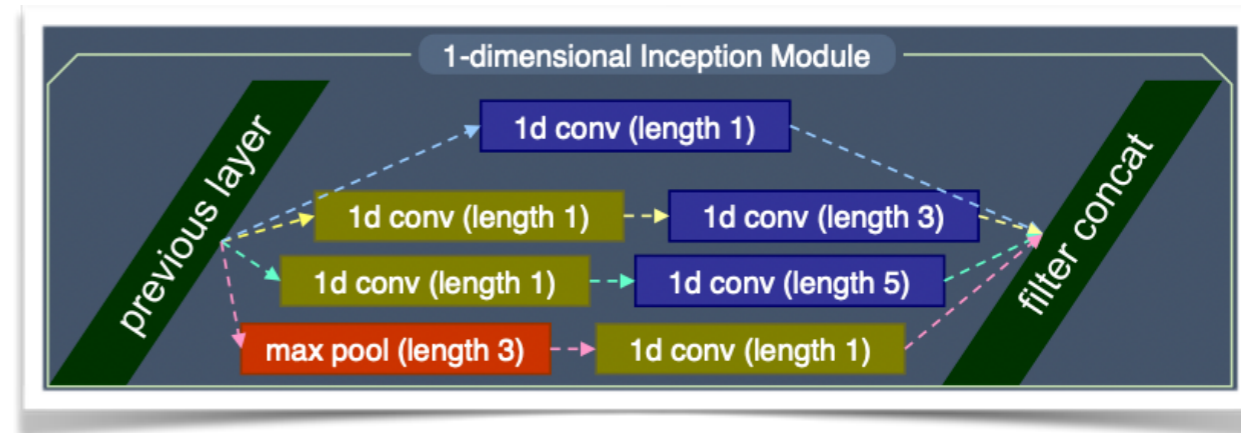 1-dimensional Inception Module
previous layer
1d conv (length 1)
1d conv (length 1)
1d conv (length 3)
1d conv (length 1)
1d conv (length 5)
max pool (length 3)
1d conv (length 1)
filter concat